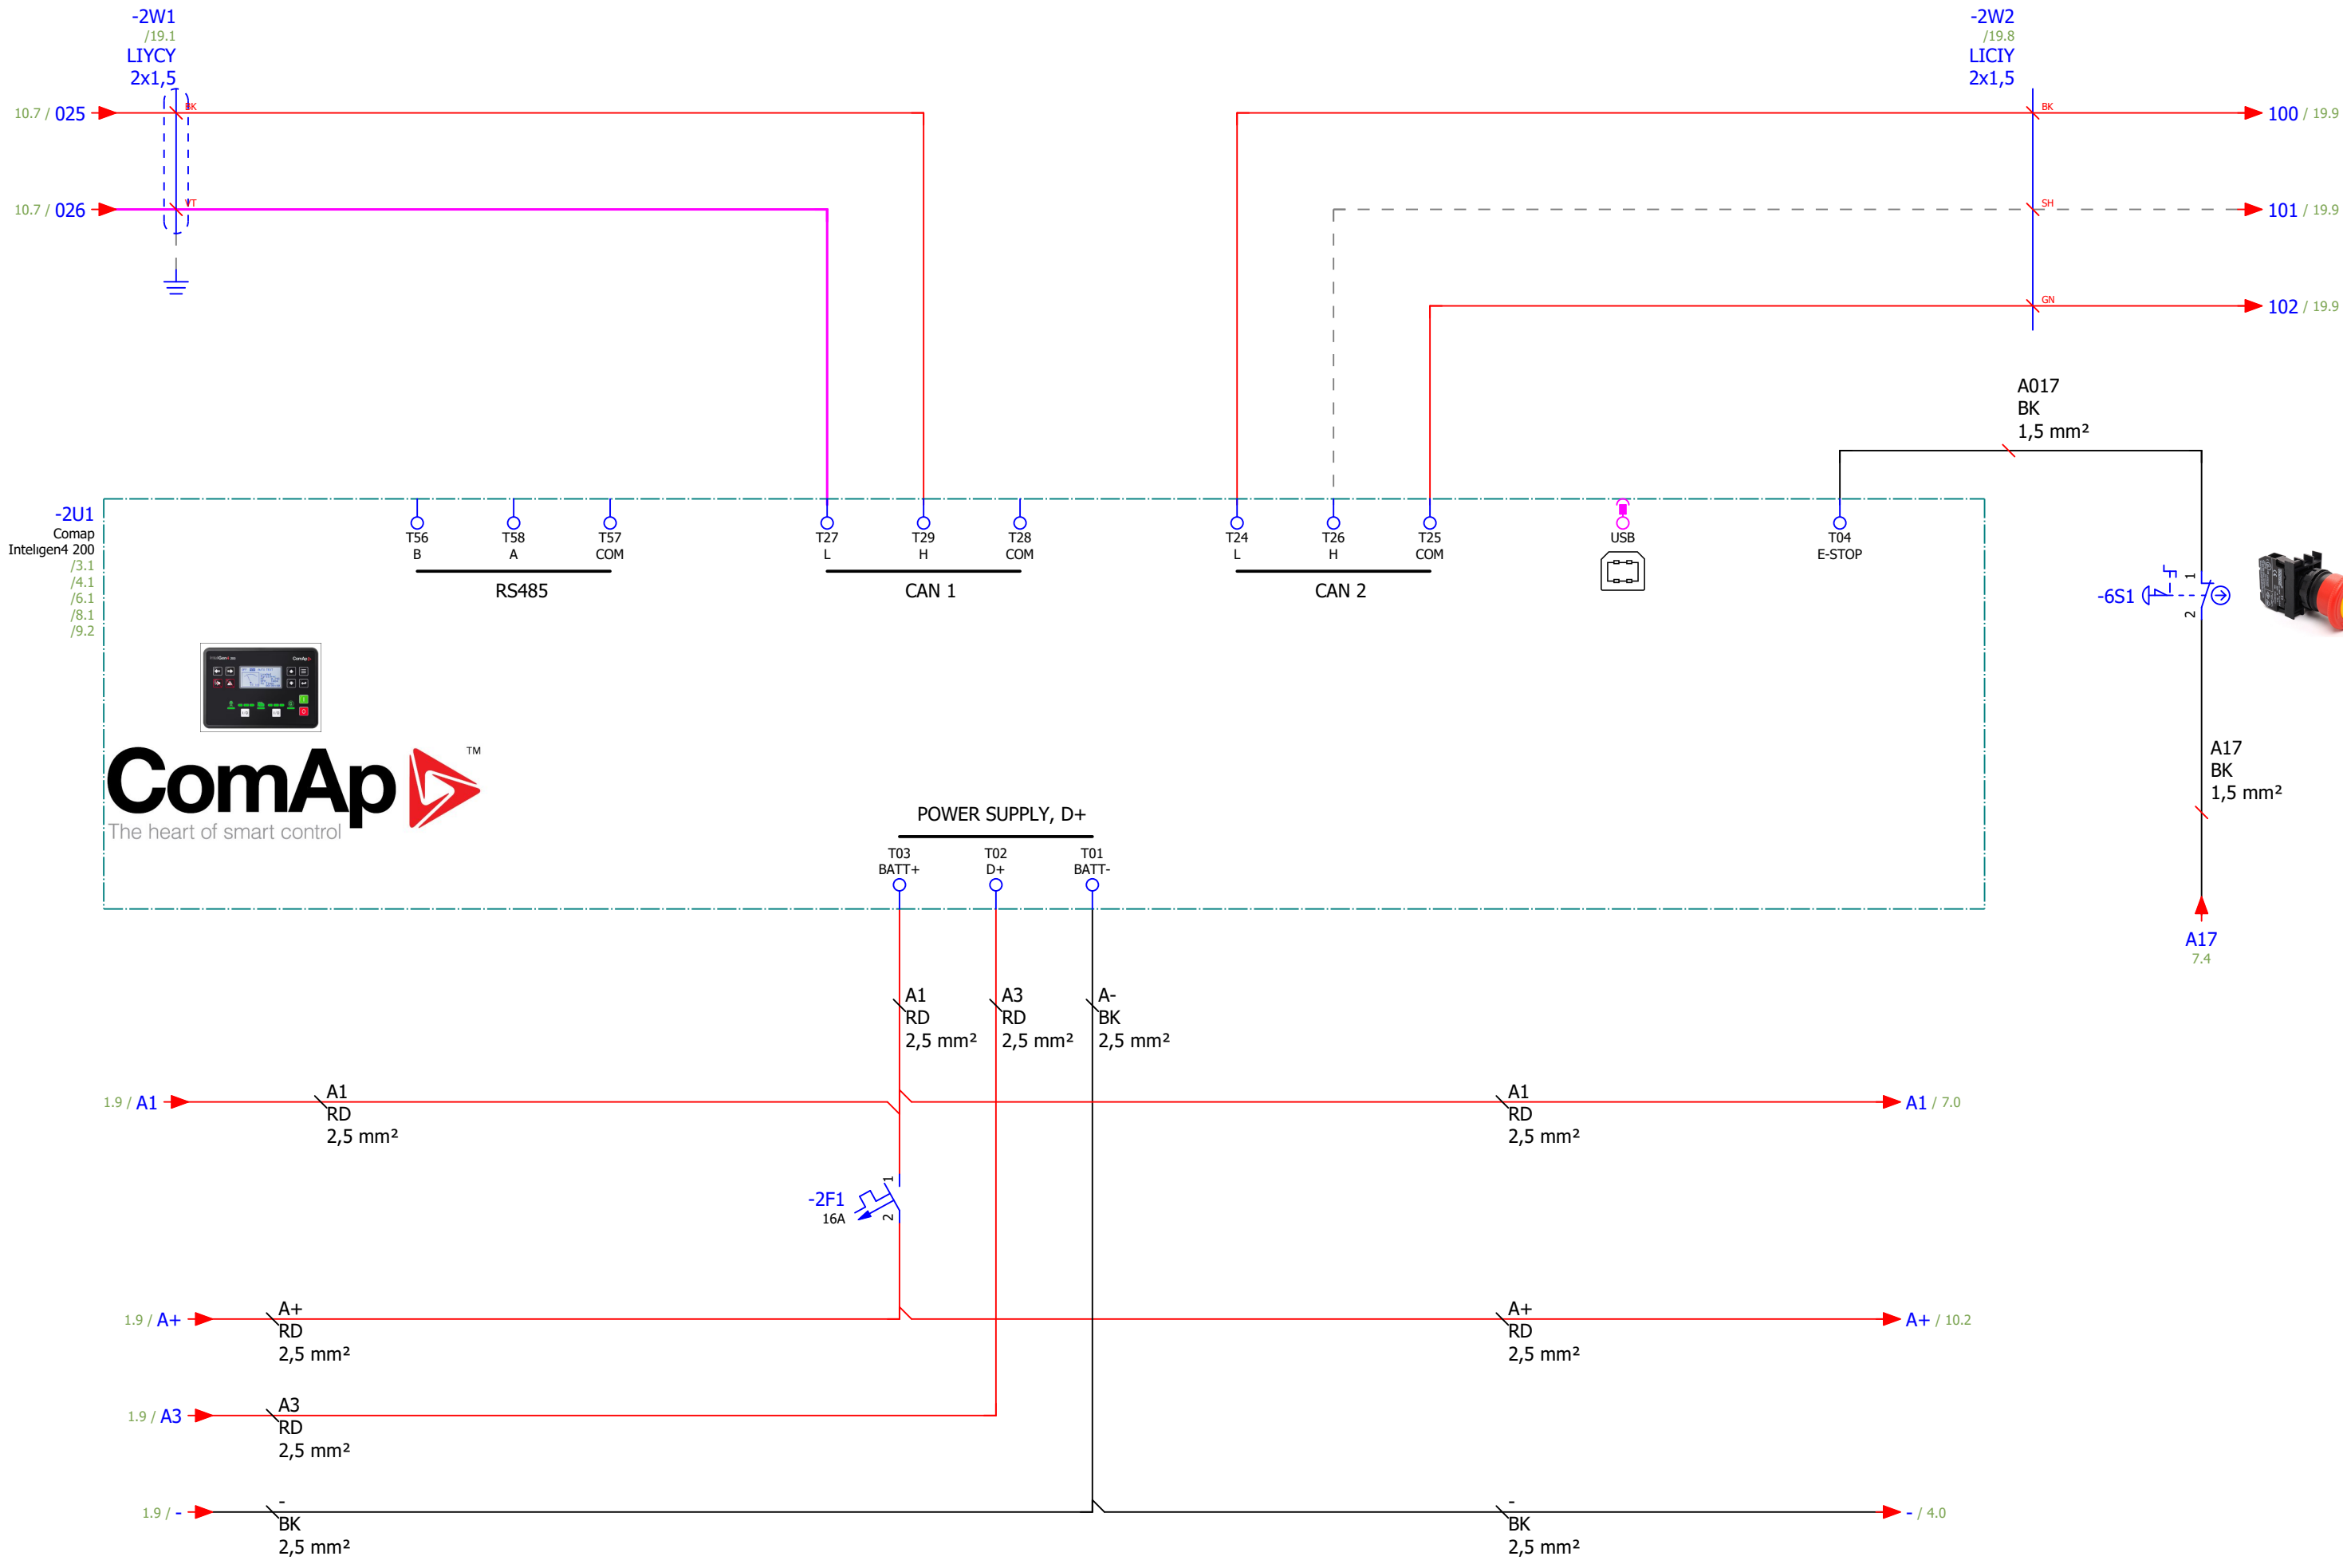 -2W1
/19.1
LIYCY
2x1,5
-2W2
/19.8
LICIY
2x1,5
10.7 / 025
BK
BK
100 / 19.9
10.7 / 026
VT
SH
101 / 19.9
GN
102 / 19.9
A017
BK
1,5 mm²
-2U1
Comap
Inteligen4 200
/3.1
/4.1
/6.1
/8.1
/9.2
T56
B
T58
A
T57
COM
RS485
T27
L
T29
H
T28
COM
CAN 1
T24
L
T26
H
T25
COM
CAN 2
USB
T04
E-STOP
-6S1
1
2
ComAp
TM
The heart of smart control
A17
BK
1,5 mm²
A17
7.4
POWER SUPPLY, D+
T03
BATT+
T02
D+
T01
BATT-
A1
RD
2,5 mm²
A3
RD
2,5 mm²
A-
BK
2,5 mm²
1.9 / A1
A1
RD
2,5 mm²
A1
RD
2,5 mm²
A1 / 7.0
-2F1
16A
1
2
1.9 / A+
A+
RD
2,5 mm²
A+
RD
2,5 mm²
A+ / 10.2
1.9 / A3
A3
RD
2,5 mm²
1.9 / -
-
BK
2,5 mm²
-
BK
2,5 mm²
- / 4.0